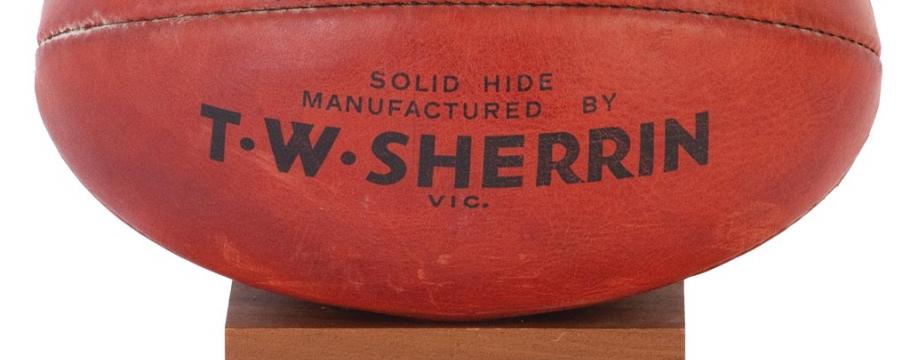 SOLID HIDE
MANUFACTURED BY
T·W·SHERRIN
VIC.